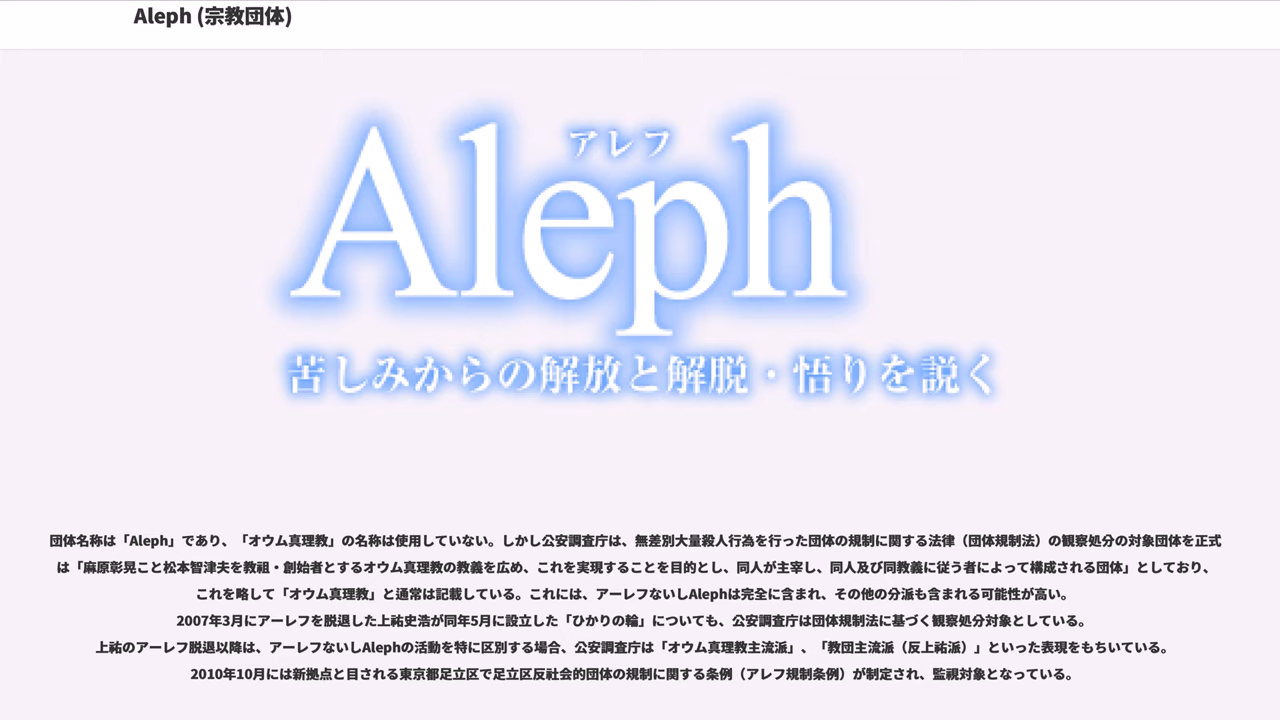 Aleph (宗教団体)
アレフ
Aleph
苦しみからの解放と解脱・悟りを説く
団体名称は「Aleph」であり、「オウム真理教」の名称は使用していない。しかし公安調査庁は、無差別大量殺人行為を行った団体の規制に関する法律（団体規制法）の観察処分の対象団体を正式
は「麻原彰晃こと松本智津夫を教祖・創始者とするオウム真理教の教義を広め、これを実現することを目的とし、同人が主宰し、同人及び同教義に従う者によって構成される団体」としており、
これを略して「オウム真理教」と通常は記載している。これには、アーレフないしAlephは完全に含まれ、その他の分派も含まれる可能性が高い。
2007年3月にアーレフを脱退した上祐史浩が同年5月に設立した「ひかりの輪」についても、公安調査庁は団体規制法に基づく観察処分対象としている。
上祐のアーレフ脱退以降は、アーレフないしAlephの活動を特に区別する場合、公安調査庁は「オウム真理教主流派」、「教団主流派（反上祐派）」といった表現をもちいている。
2010年10月には新拠点と目される東京都足立区で足立区反社会的団体の規制に関する条例（アレフ規制条例）が制定され、監視対象となっている。